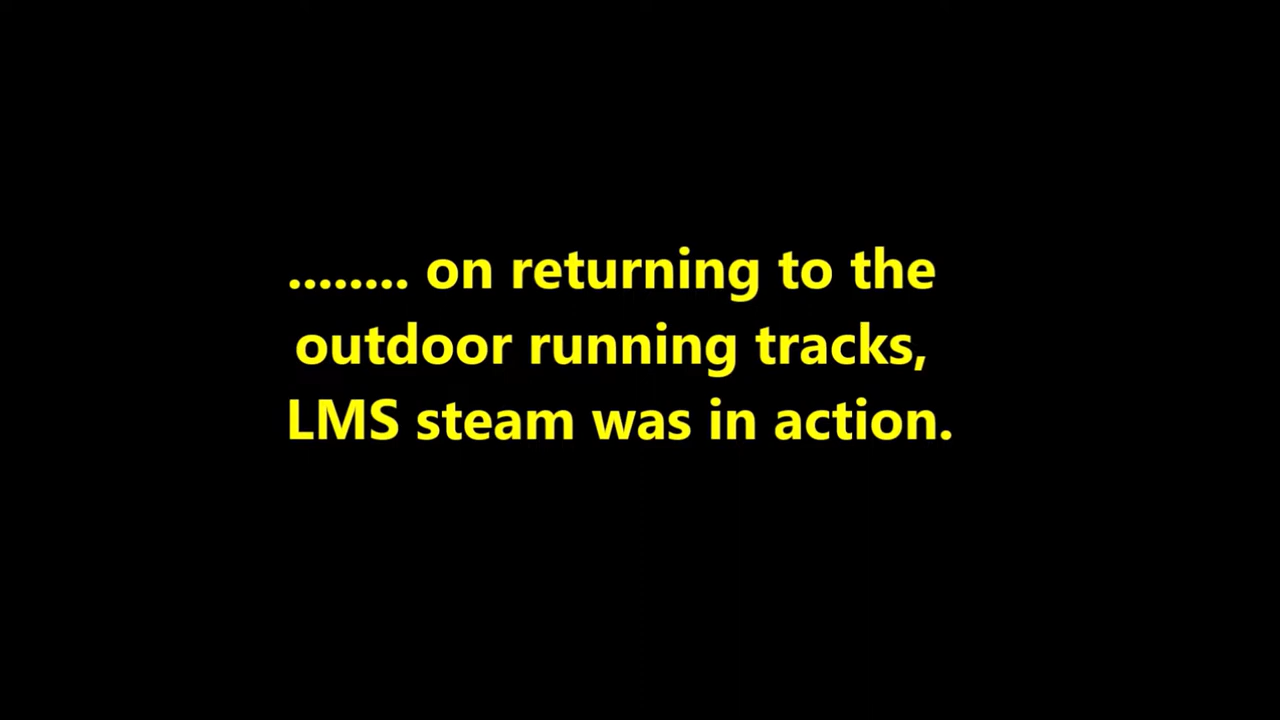 ........ on returning to the
outdoor running tracks,
LMS steam was in action.